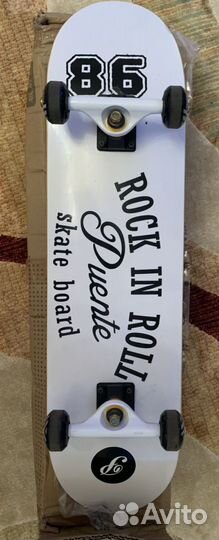 86
ROCK IN ROLL
Puente
skate board
Avito